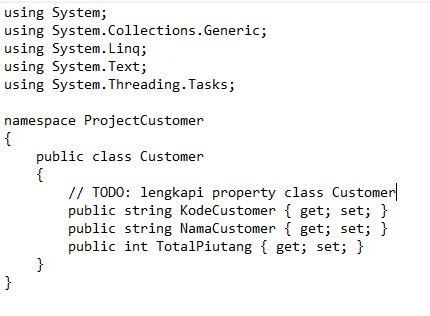 using System;
using System.Collections.Generic;
using System.Linq;
using System.Text;
using System.Threading.Tasks;

namespace ProjectCustomer
{
    public class Customer
    {
        // TODO: lengkapi property class Customer
        public string KodeCustomer { get; set; }
        public string NamaCustomer { get; set; }
        public int TotalPiutang { get; set; }
    }
}